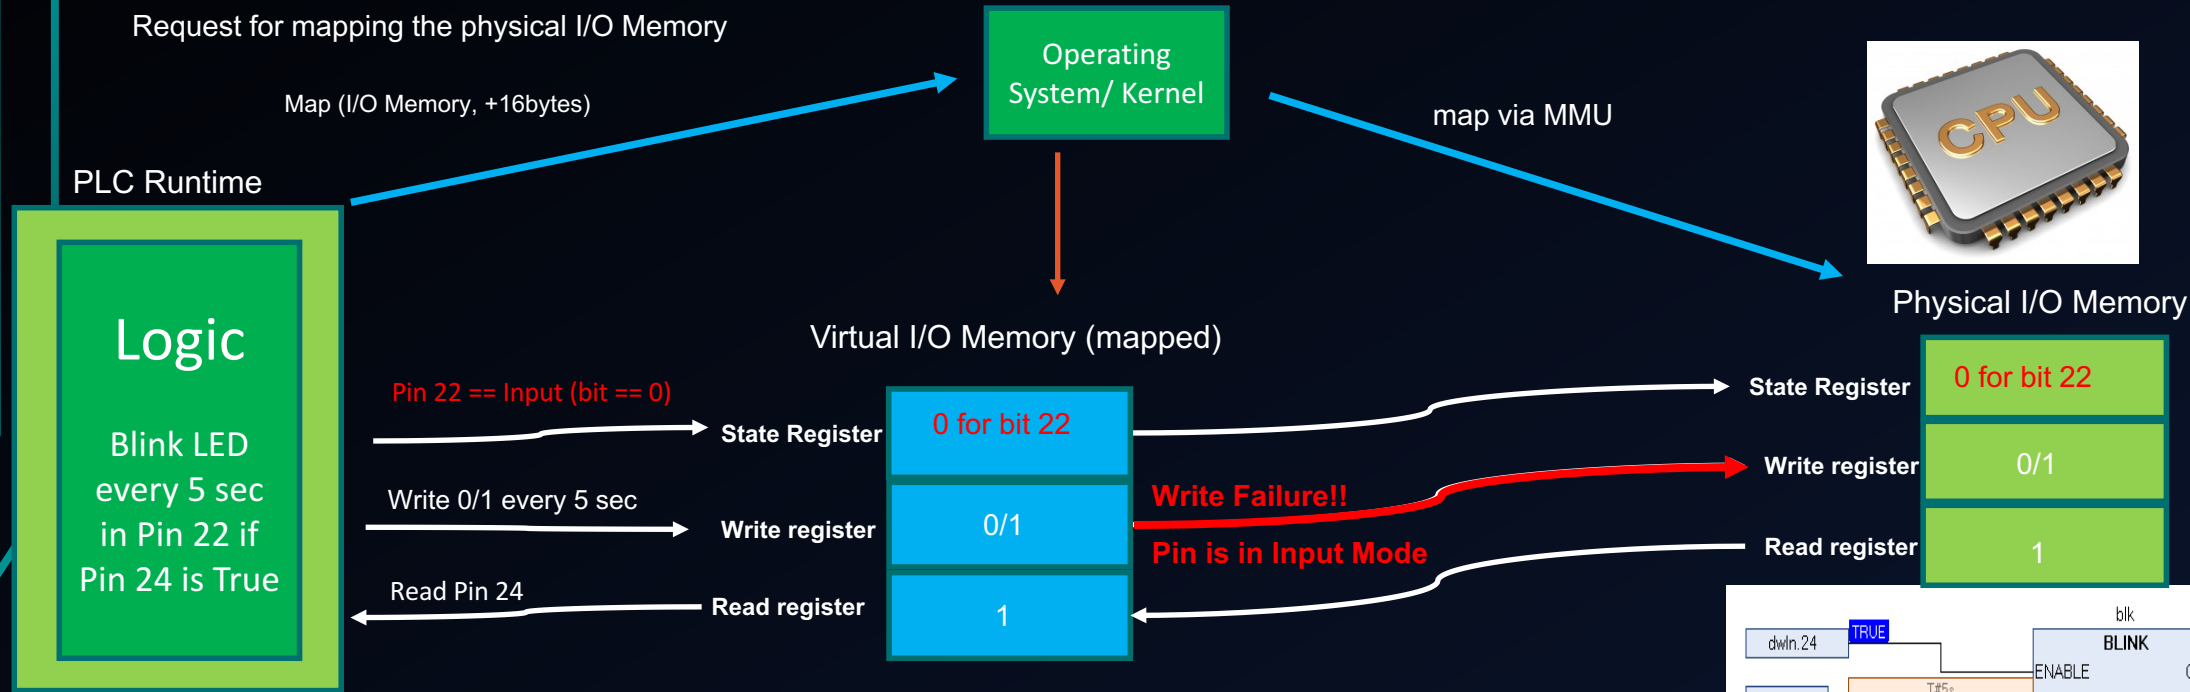 Request for mapping the physical I/O Memory
Operating
System/ Kernel
Map (I/O Memory, +16bytes)
map via MMU
CPU
PLC Runtime
Physical I/O Memory
Logic
Blink LED
every 5 sec
in Pin 22 if
Pin 24 is True
Virtual I/O Memory (mapped)
Pin 22 == Input (bit == 0)
State Register
0 for bit 22
State Register
0 for bit 22
Write 0/1 every 5 sec
Write register
0/1
Write Failure!!
Pin is in Input Mode
Write register
0/1
Read Pin 24
Read register
1
Read register
1
dwIn.24
TRUE
blk
BLINK
ENABLE
T#5s